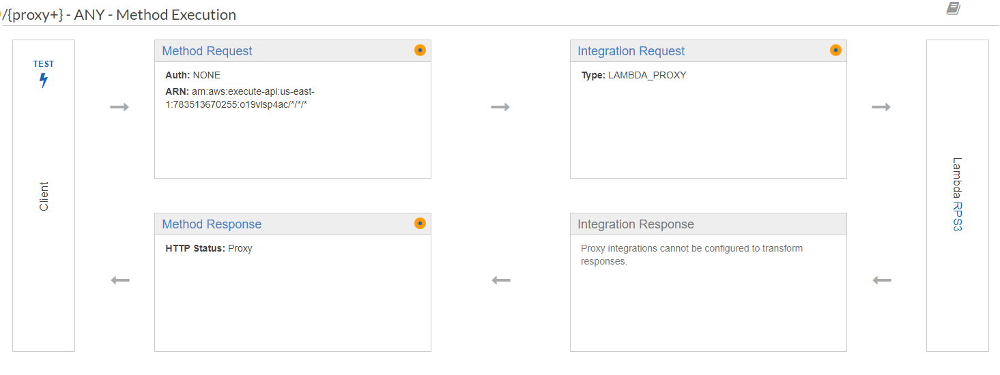 /{proxy+} - ANY - Method Execution
TEST
Client
Method Request
Auth: NONE
ARN: arn:aws:execute-api:us-east-
1:783513670255:o19vlsp4ac/*/*/*
Integration Request
Type: LAMBDA_PROXY
Lambda RPS3
Method Response
HTTP Status: Proxy
Integration Response
Proxy integrations cannot be configured to transform
responses.